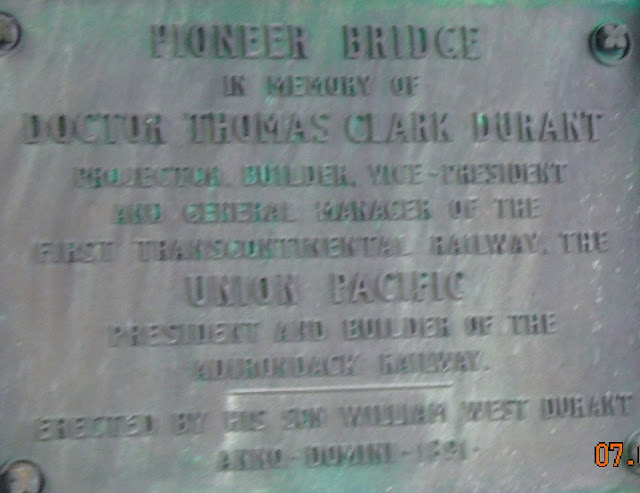 PIONEER BRIDGE
IN MEMORY OF
DOCTOR THOMAS CLARK DURANT
PROJECTOR, BUILDER, VICE-PRESIDENT
AND GENERAL MANAGER OF THE
FIRST TRANSCONTINENTAL RAILWAY, THE
UNION PACIFIC
PRESIDENT AND BUILDER OF THE
ADIRONDACK RAILWAY.
ERECTED BY HIS SON WILLIAM WEST DURANT
ANNO-DOMINI-1891-
07.